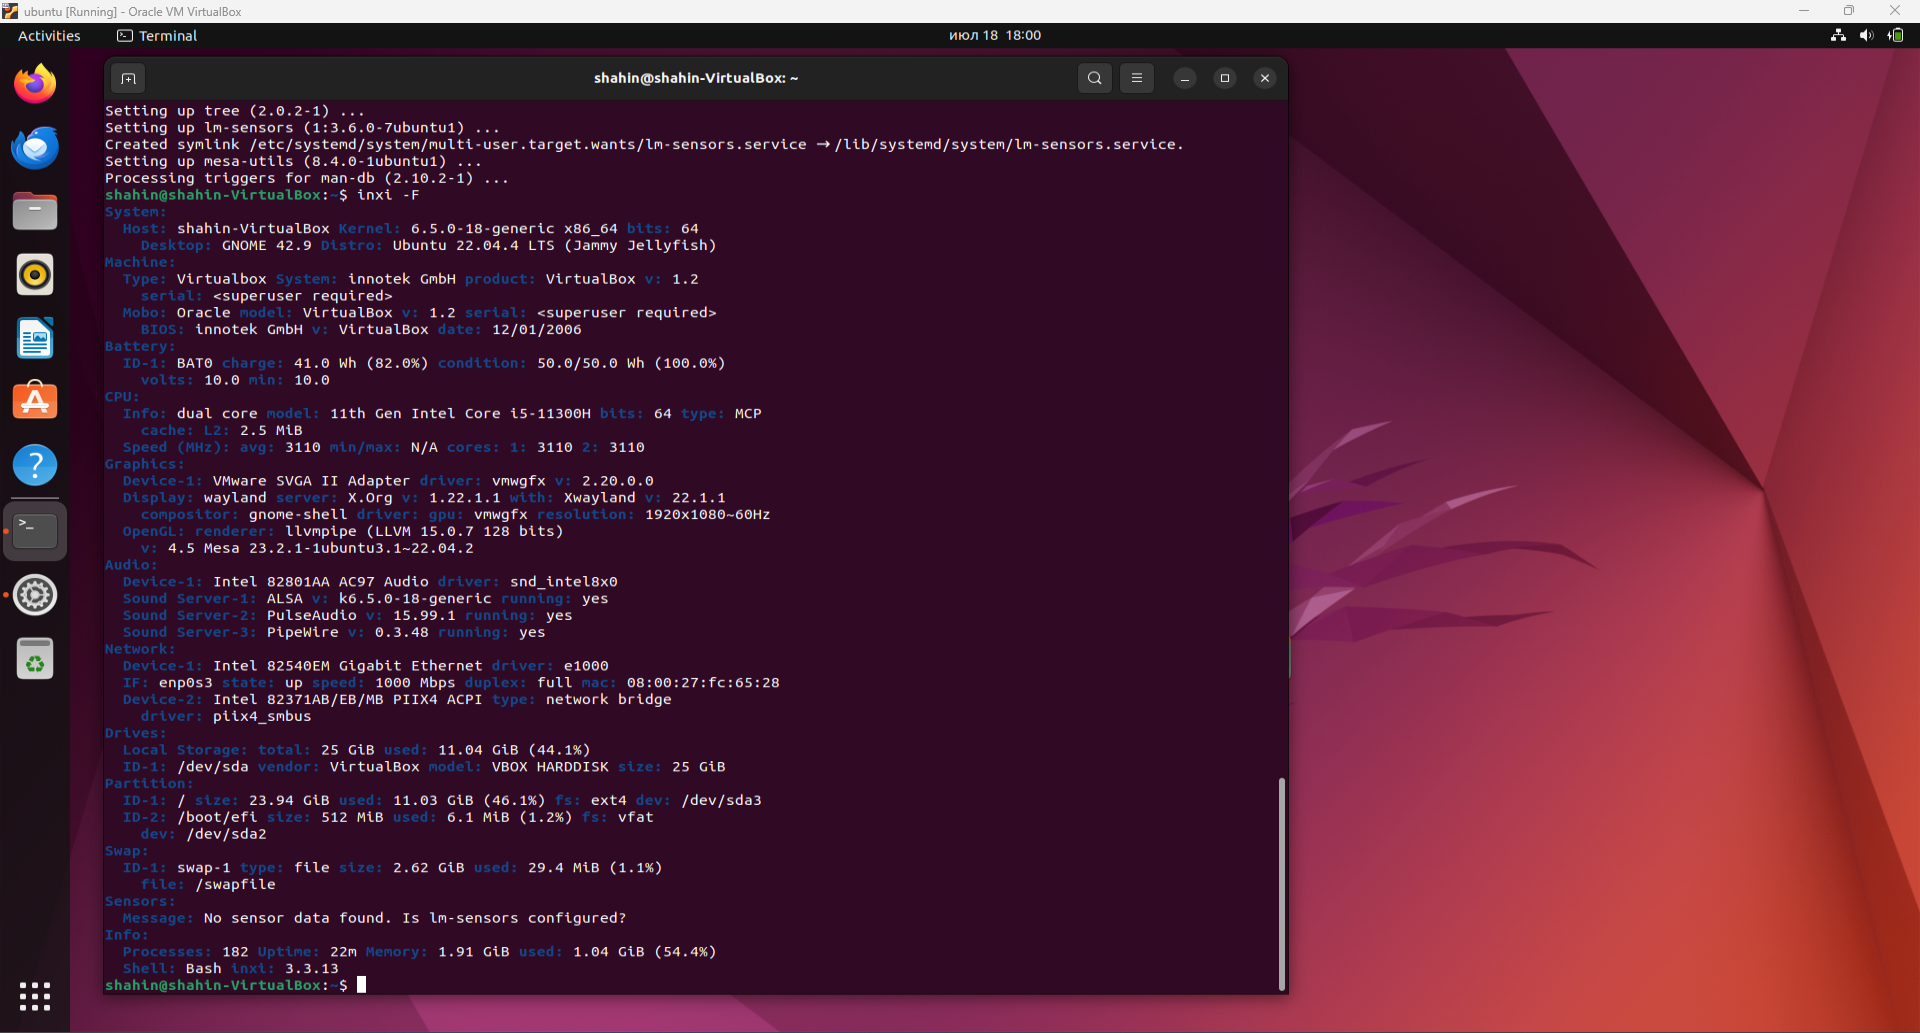 ubuntu [Running] - Oracle VM VirtualBox
Activities Terminal июл 18 18:00
shahin@shahin-VirtualBox: ~
Setting up tree (2.0.2-1) ...
Setting up lm-sensors (1:3.6.0-7ubuntu1) ...
Created symlink /etc/systemd/system/multi-user.target.wants/lm-sensors.service → /lib/systemd/system/lm-sensors.service.
Setting up mesa-utils (8.4.0-1ubuntu1) ...
Processing triggers for man-db (2.10.2-1) ...
shahin@shahin-VirtualBox:~$ inxi -F
System:
Host: shahin-VirtualBox Kernel: 6.5.0-18-generic x86_64 bits: 64
Desktop: GNOME 42.9 Distro: Ubuntu 22.04.4 LTS (Jammy Jellyfish)
Machine:
Type: Virtualbox System: innotek GmbH product: VirtualBox v: 1.2
serial: <superuser required>
Mobo: Oracle model: VirtualBox v: 1.2 serial: <superuser required>
BIOS: innotek GmbH v: VirtualBox date: 12/01/2006
Battery:
ID-1: BAT0 charge: 41.0 Wh (82.0%) condition: 50.0/50.0 Wh (100.0%)
volts: 10.0 min: 10.0
CPU:
Info: dual core model: 11th Gen Intel Core i5-11300H bits: 64 type: MCP
cache: L2: 2.5 MiB
Speed (MHz): avg: 3110 min/max: N/A cores: 1: 3110 2: 3110
Graphics:
Device-1: VMware SVGA II Adapter driver: vmwgfx v: 2.20.0.0
Display: wayland server: X.Org v: 1.22.1.1 with: Xwayland v: 22.1.1
compositor: gnome-shell driver: gpu: vmwgfx resolution: 1920x1080~60Hz
OpenGL: renderer: llvmpipe (LLVM 15.0.7 128 bits)
v: 4.5 Mesa 23.2.1-1ubuntu3.1~22.04.2
Audio:
Device-1: Intel 82801AA AC97 Audio driver: snd_intel8x0
Sound Server-1: ALSA v: k6.5.0-18-generic running: yes
Sound Server-2: PulseAudio v: 15.99.1 running: yes
Sound Server-3: PipeWire v: 0.3.48 running: yes
Network:
Device-1: Intel 82540EM Gigabit Ethernet driver: e1000
IF: enp0s3 state: up speed: 1000 Mbps duplex: full mac: 08:00:27:fc:65:28
Device-2: Intel 82371AB/EB/MB PIIX4 ACPI type: network bridge
driver: piix4_smbus
Drives:
Local Storage: total: 25 GiB used: 11.04 GiB (44.1%)
ID-1: /dev/sda vendor: VirtualBox model: VBOX HARDDISK size: 25 GiB
Partition:
ID-1: / size: 23.94 GiB used: 11.03 GiB (46.1%) fs: ext4 dev: /dev/sda3
ID-2: /boot/efi size: 512 MiB used: 6.1 MiB (1.2%) fs: vfat
dev: /dev/sda2
Swap:
ID-1: swap-1 type: file size: 2.62 GiB used: 29.4 MiB (1.1%)
file: /swapfile
Sensors:
Message: No sensor data found. Is lm-sensors configured?
Info:
Processes: 182 Uptime: 22m Memory: 1.91 GiB used: 1.04 GiB (54.4%)
Shell: Bash inxi: 3.3.13
shahin@shahin-VirtualBox:~$